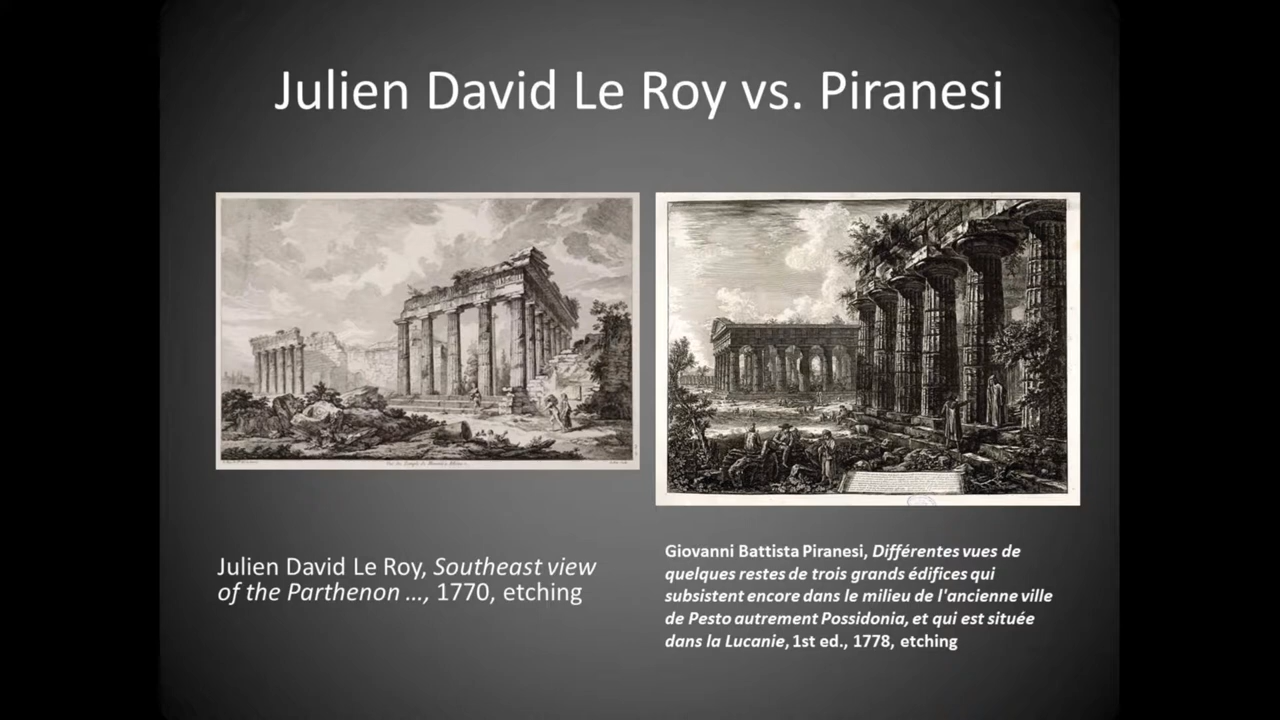 Julien David Le Roy vs. Piranesi
Julien David Le Roy, Southeast view
of the Parthenon ..., 1770, etching
Giovanni Battista Piranesi, Différentes vues de
quelques restes de trois grands édifices qui
subsistent encore dans le milieu de l'ancienne ville
de Pesto autrement Possidonia, et qui est située
dans la Lucanie, 1st ed., 1778, etching